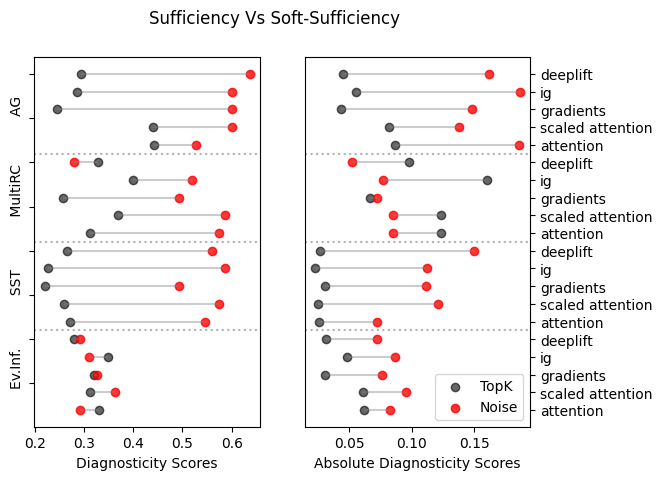 Sufficiency Vs Soft-Sufficiency
AG
MultiRC
SST
Ev.Inf.
0.2 0.3 0.4 0.5 0.6
Diagnosticity Scores
deeplift
ig
gradients
scaled attention
attention
deeplift
ig
gradients
scaled attention
attention
deeplift
ig
gradients
scaled attention
attention
deeplift
ig
gradients
scaled attention
attention
TopK
Noise
0.05 0.10 0.15
Absolute Diagnosticity Scores